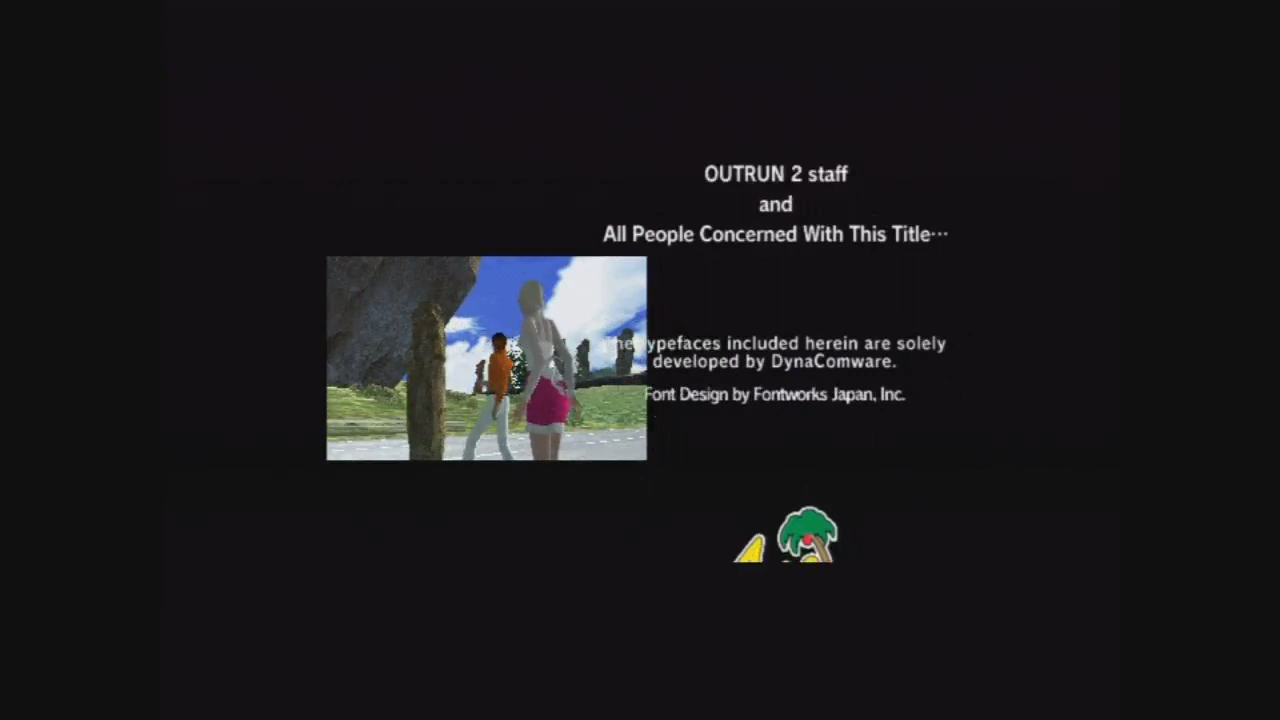 OUTRUN 2 staff
and
All People Concerned With This Title…
typefaces included herein are solely
developed by DynaComware.
Font Design by Fontworks Japan, Inc.